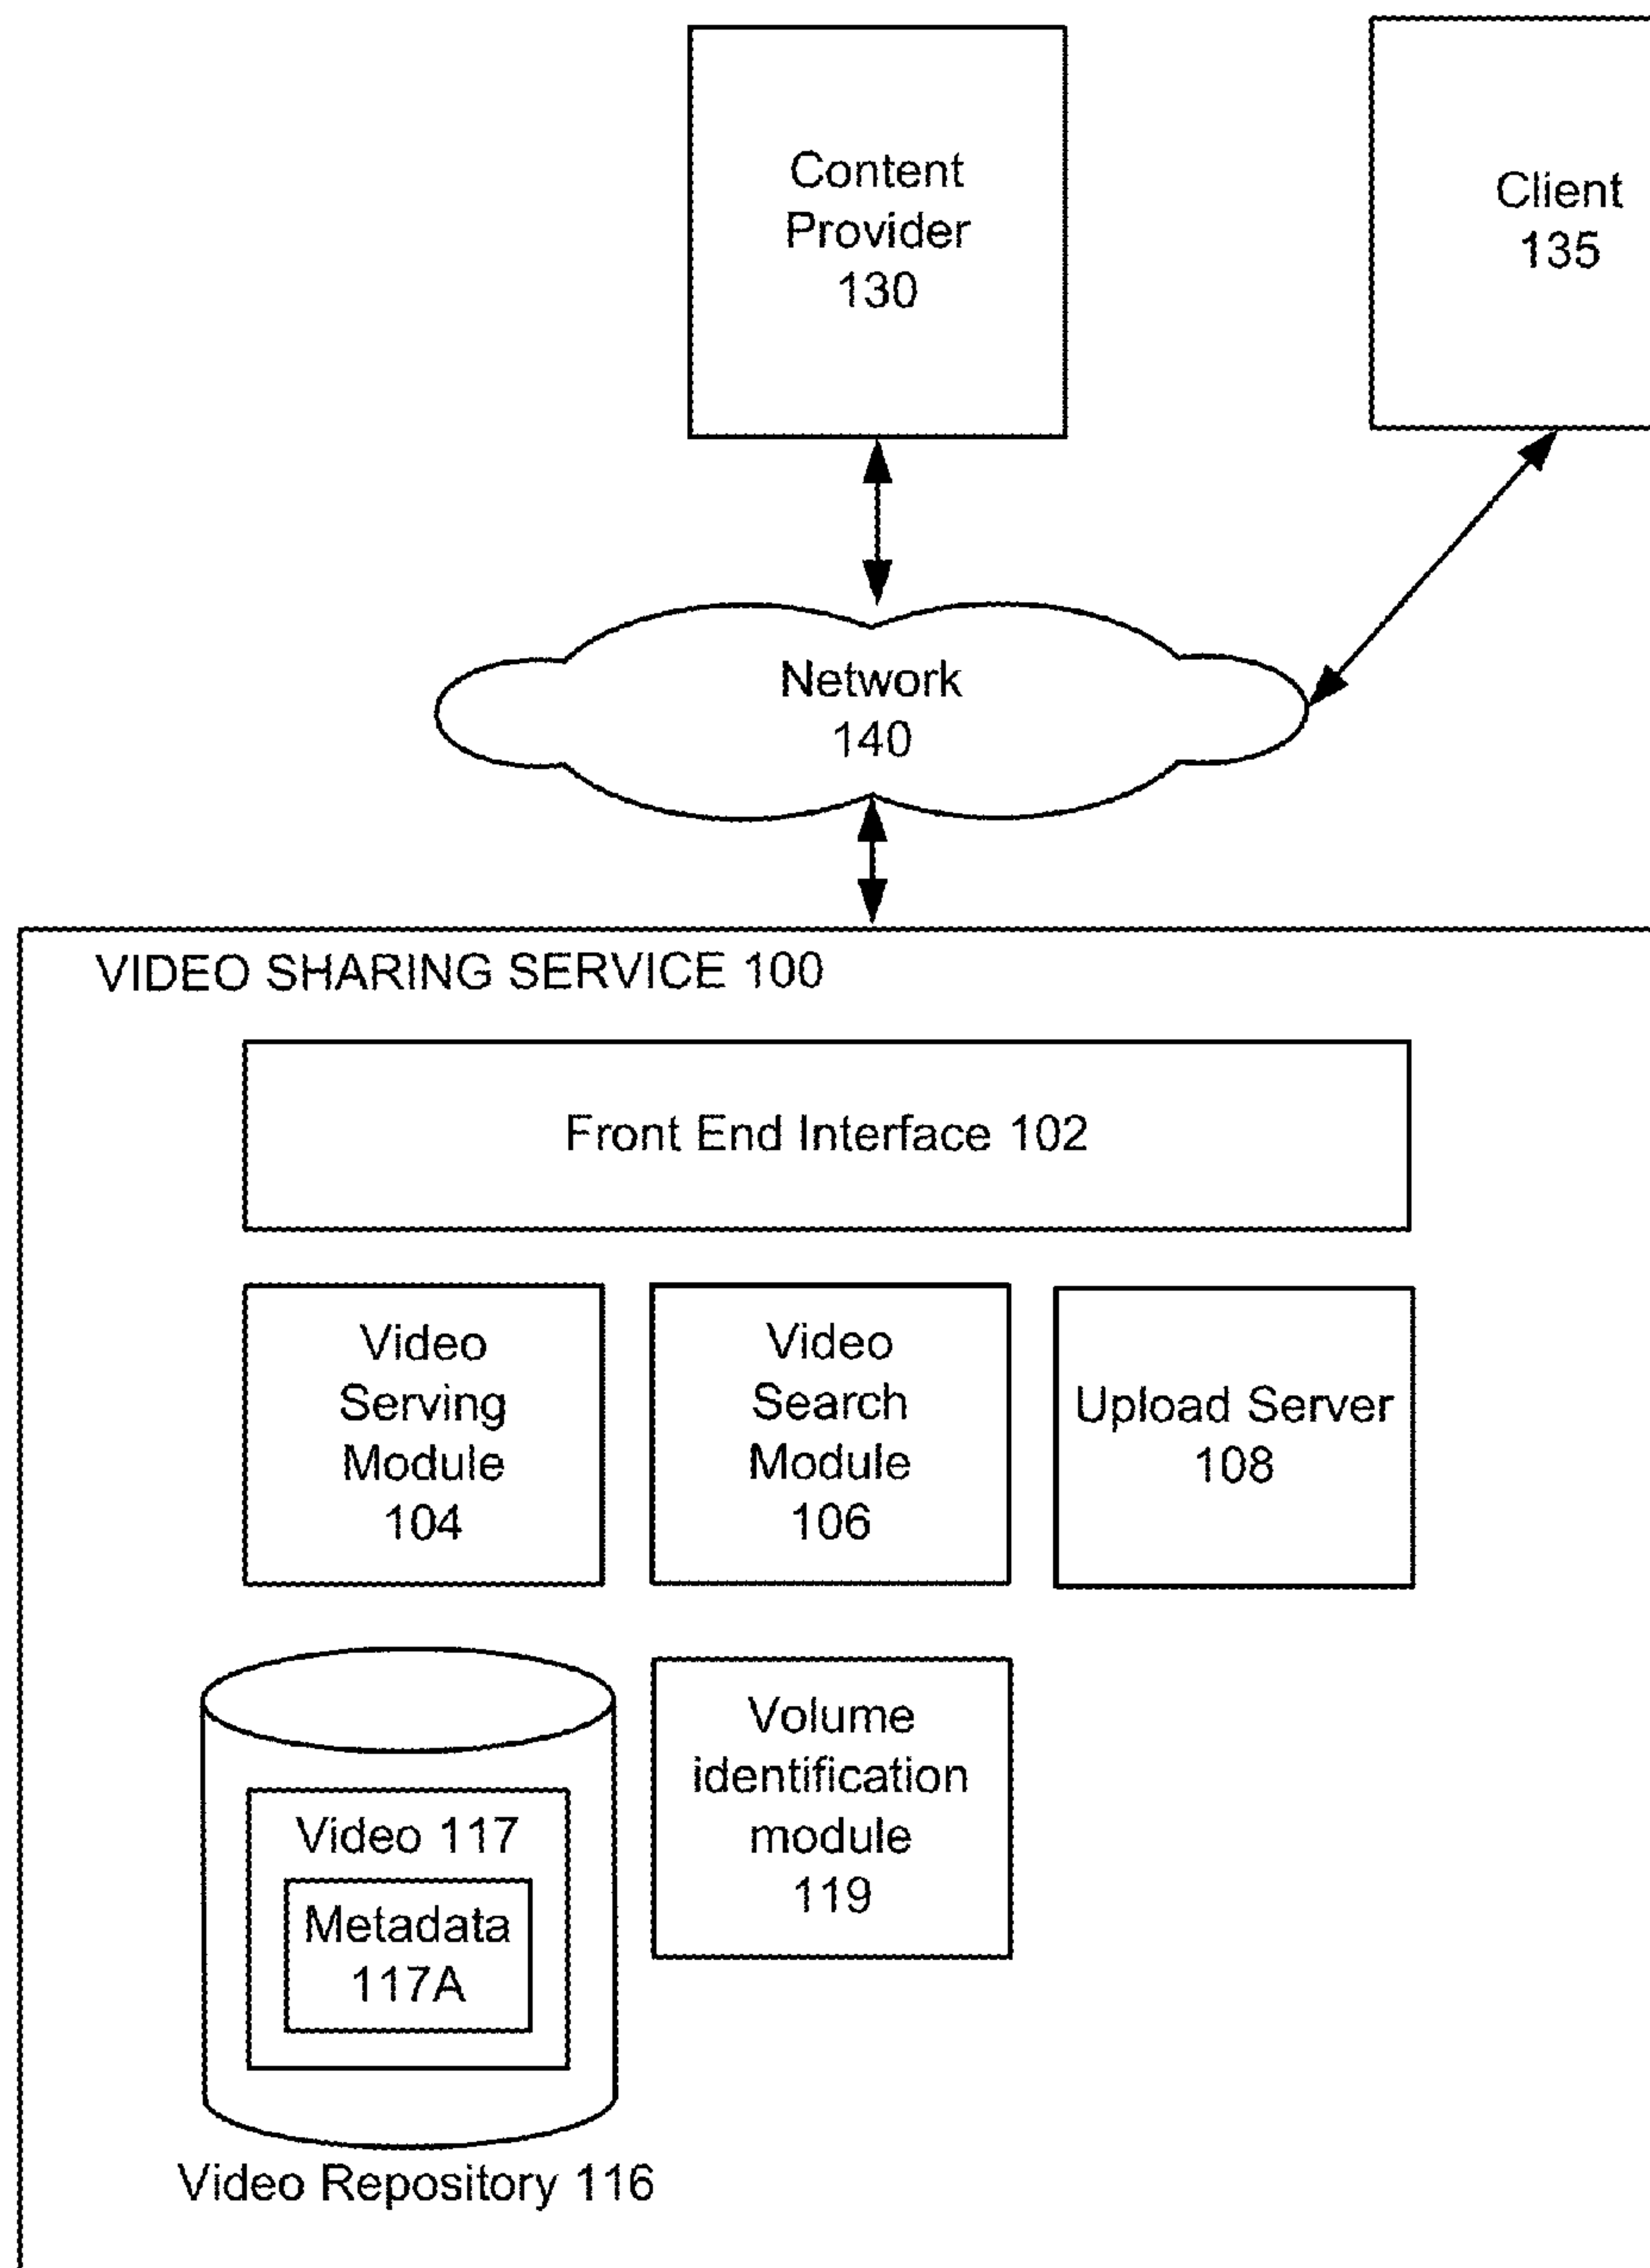 Content
Provider
130
Client
135
Network
140
VIDEO SHARING SERVICE 100
Front End Interface 102
Video
Serving
Module
104
Video
Search
Module
106
Upload Server
108
Video 117
Metadata
117A
Volume
identification
module
119
Video Repository 116